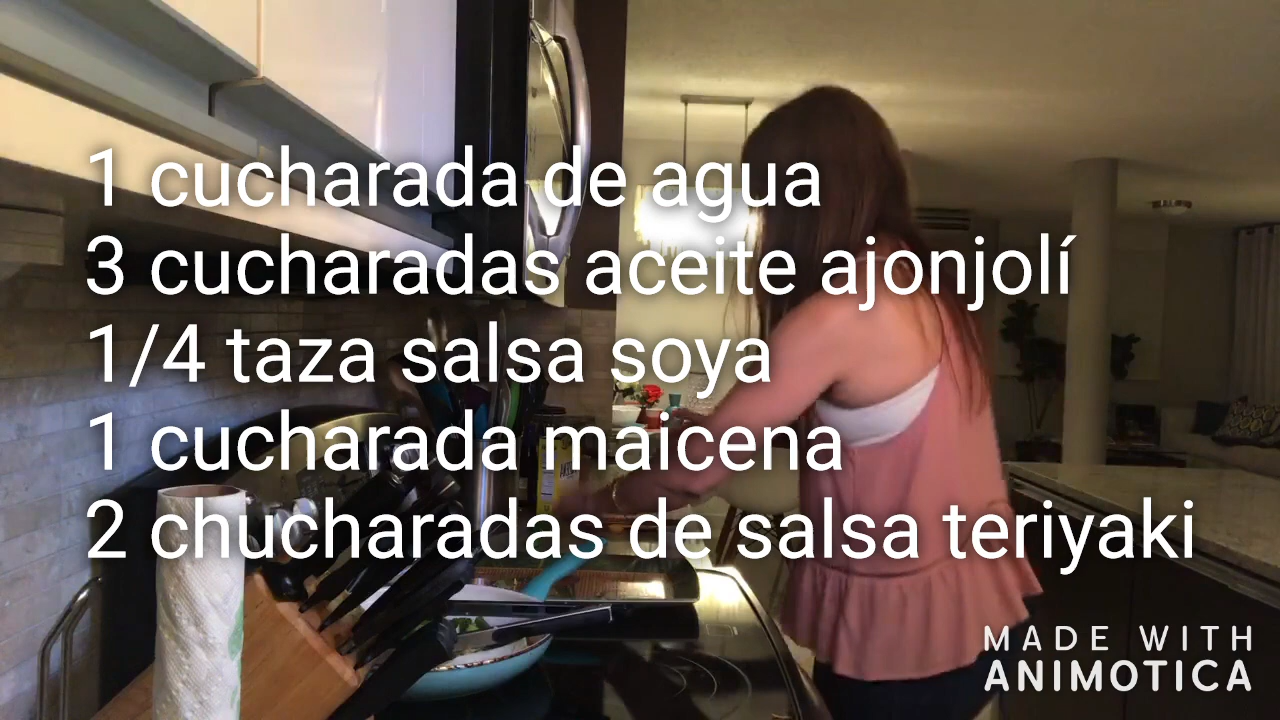 1 cucharada de agua
3 cucharadas aceite ajonjolí
1/4 taza salsa soya
1 cucharada maicena
2 chucharadas de salsa teriyaki
MADE WITH
ANIMOTICA